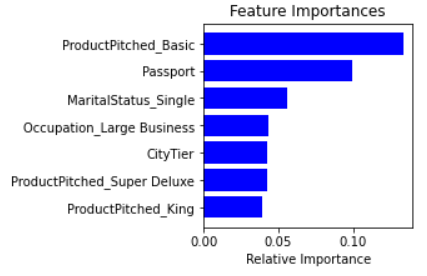 Feature Importances
ProductPitched_Basic
Passport
MaritalStatus_Single
Occupation_Large Business
CityTier
ProductPitched_Super Deluxe
ProductPitched_King
0.00 0.05 0.10
Relative Importance